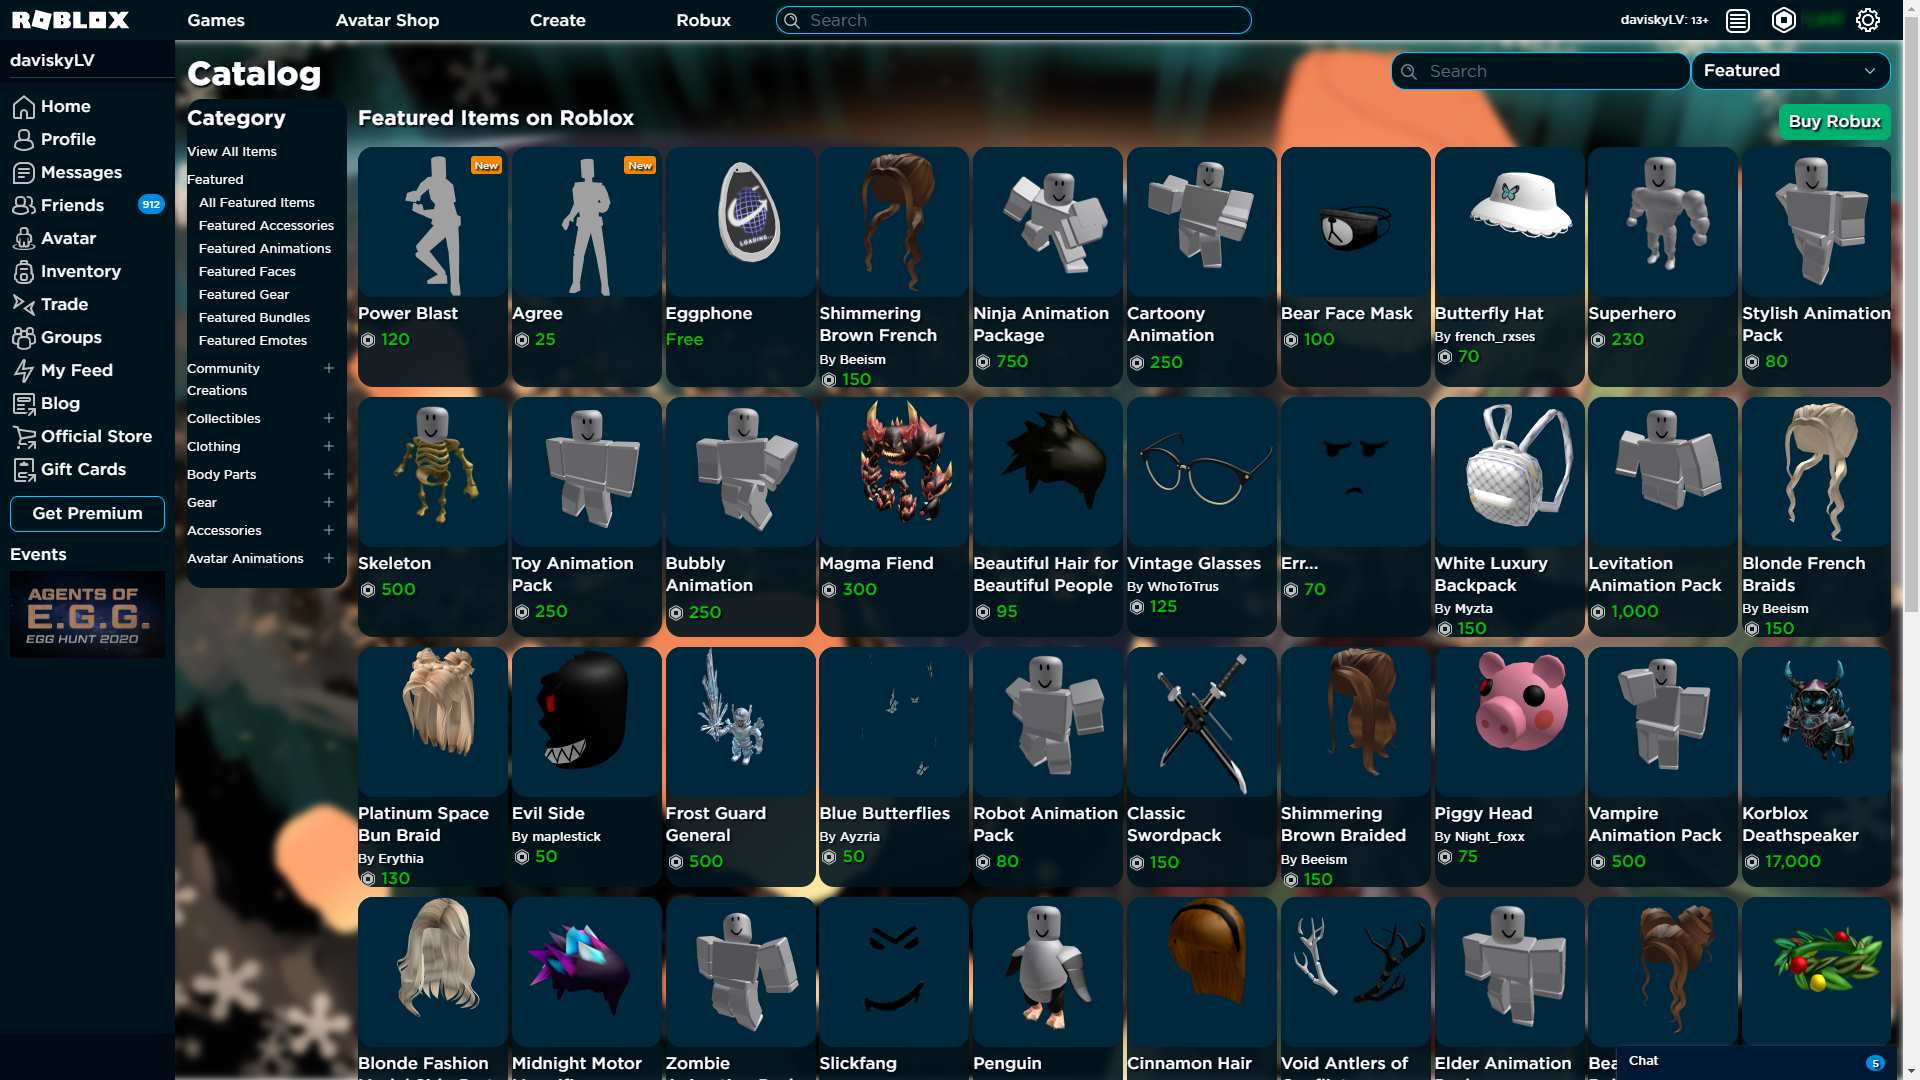 ROBLOX
Games
Avatar Shop
Create
Robux
Search
daviskyLV: 13+
daviskyLV
Home
Profile
Messages
Friends
912
Avatar
Inventory
Trade
Groups
My Feed
Blog
Official Store
Gift Cards
Get Premium
Events
AGENTS OF
E.G.G.
EGG HUNT 2020
Catalog
Search
Featured
Category
View All Items
Featured
All Featured Items
Featured Accessories
Featured Animations
Featured Faces
Featured Gear
Featured Bundles
Featured Emotes
Community
Creations
Collectibles
Clothing
Body Parts
Gear
Accessories
Avatar Animations
Featured Items on Roblox
Buy Robux
New
Power Blast
120
New
Agree
25
LOADING...
Eggphone
Free
Shimmering
Brown French
By Beeism
150
Ninja Animation
Package
750
Cartoony
Animation
250
Bear Face Mask
100
Butterfly Hat
By french_rxses
70
Superhero
230
Stylish Animation
Pack
80
Skeleton
500
Toy Animation
Pack
250
Bubbly
Animation
250
Magma Fiend
300
Beautiful Hair for
Beautiful People
95
Vintage Glasses
By WhoToTrus
125
Err...
70
White Luxury
Backpack
By Myzta
150
Levitation
Animation Pack
1,000
Blonde French
Braids
By Beeism
150
Platinum Space
Bun Braid
By Erythia
130
Evil Side
By maplestick
50
Frost Guard
General
500
Blue Butterflies
By Ayzria
50
Robot Animation
Pack
80
Classic
Swordpack
150
Shimmering
Brown Braided
By Beeism
150
Piggy Head
By Night_foxx
75
Vampire
Animation Pack
500
Korblox
Deathspeaker
17,000
Blonde Fashion
Midnight Motor
Zombie
Slickfang
Penguin
Cinnamon Hair
Void Antlers of
Elder Animation
Chat
5